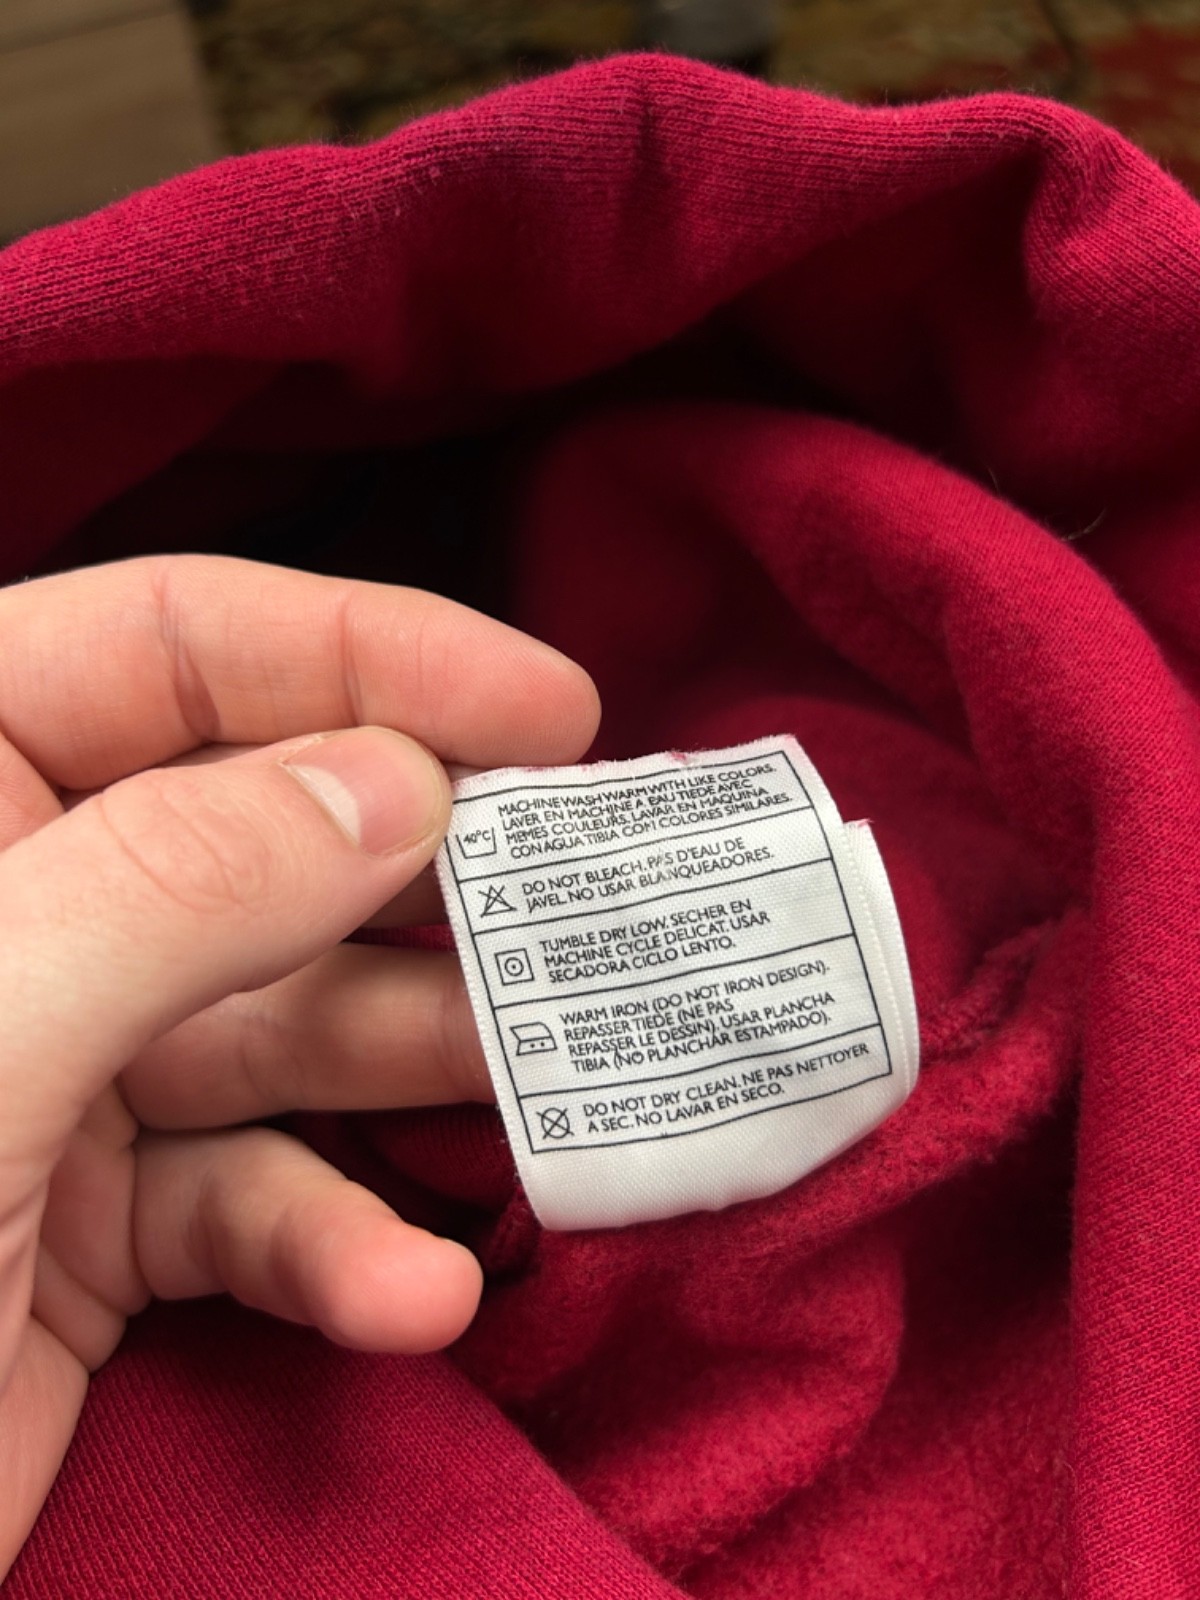 40°C
MACHINE WASH WARM WITH LIKE COLORS.
LAVER EN MACHINE A EAU TIEDE AVEC
MEMES COULEURS. LAVAR EN MAQUINA
CON AGUA TIBIA CON COLORES SIMILARES.
DO NOT BLEACH. PAS D'EAU DE
JAVEL. NO USAR BLANQUEADORES.
TUMBLE DRY LOW. SECHER EN
MACHINE CYCLE DELICAT. USAR
SECADORA CICLO LENTO.
WARM IRON (DO NOT IRON DESIGN).
REPASSER TIEDE (NE PAS
REPASSER LE DESSIN). USAR PLANCHA
TIBIA (NO PLANCHAR ESTAMPADO).
DO NOT DRY CLEAN. NE PAS NETTOYER
A SEC. NO LAVAR EN SECO.